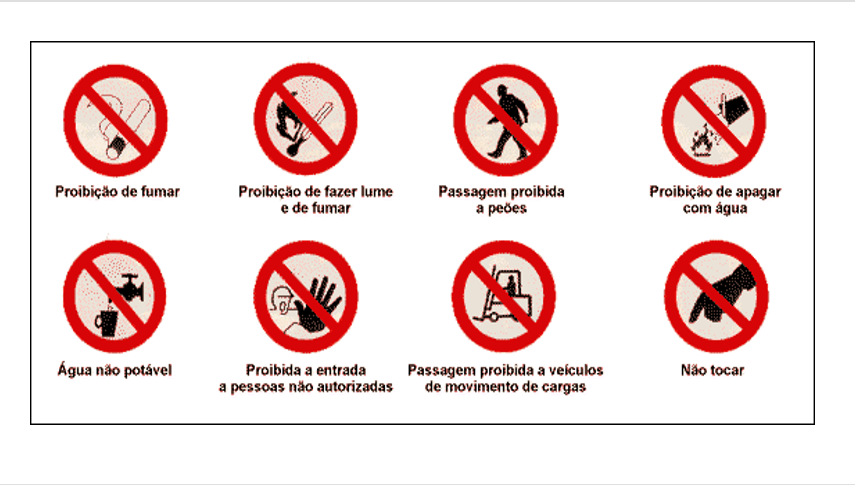 Proibição de fumar
Proibição de fazer lume
e de fumar
Passagem proibida
a peões
Proibição de apagar
com água
Água não potável
Proibida a entrada
a pessoas não autorizadas
Passagem proibida a veículos
de movimento de cargas
Não tocar